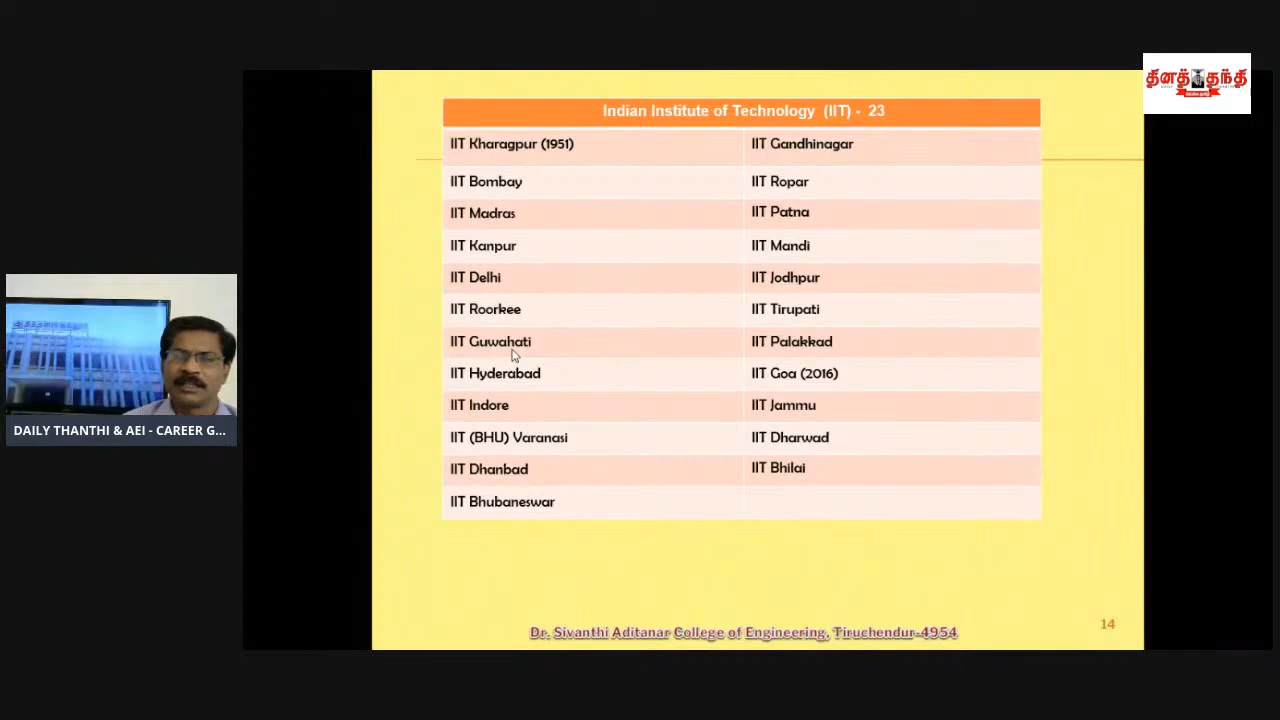 தினத் தந்தி
Indian Institute of Technology (IIT) - 23
IIT Kharagpur (1951) IIT Gandhinagar
IIT Bombay IIT Ropar
IIT Madras IIT Patna
IIT Kanpur IIT Mandi
IIT Delhi IIT Jodhpur
IIT Roorkee IIT Tirupati
IIT Guwahati IIT Palakkad
IIT Hyderabad IIT Goa (2016)
IIT Indore IIT Jammu
IIT (BHU) Varanasi IIT Dharwad
IIT Dhanbad IIT Bhilai
IIT Bhubaneswar
DAILY THANTHI & AEI - CAREER G...
Dr. Sivanthi Aditanar College of Engineering, Tiruchendur-4954
14